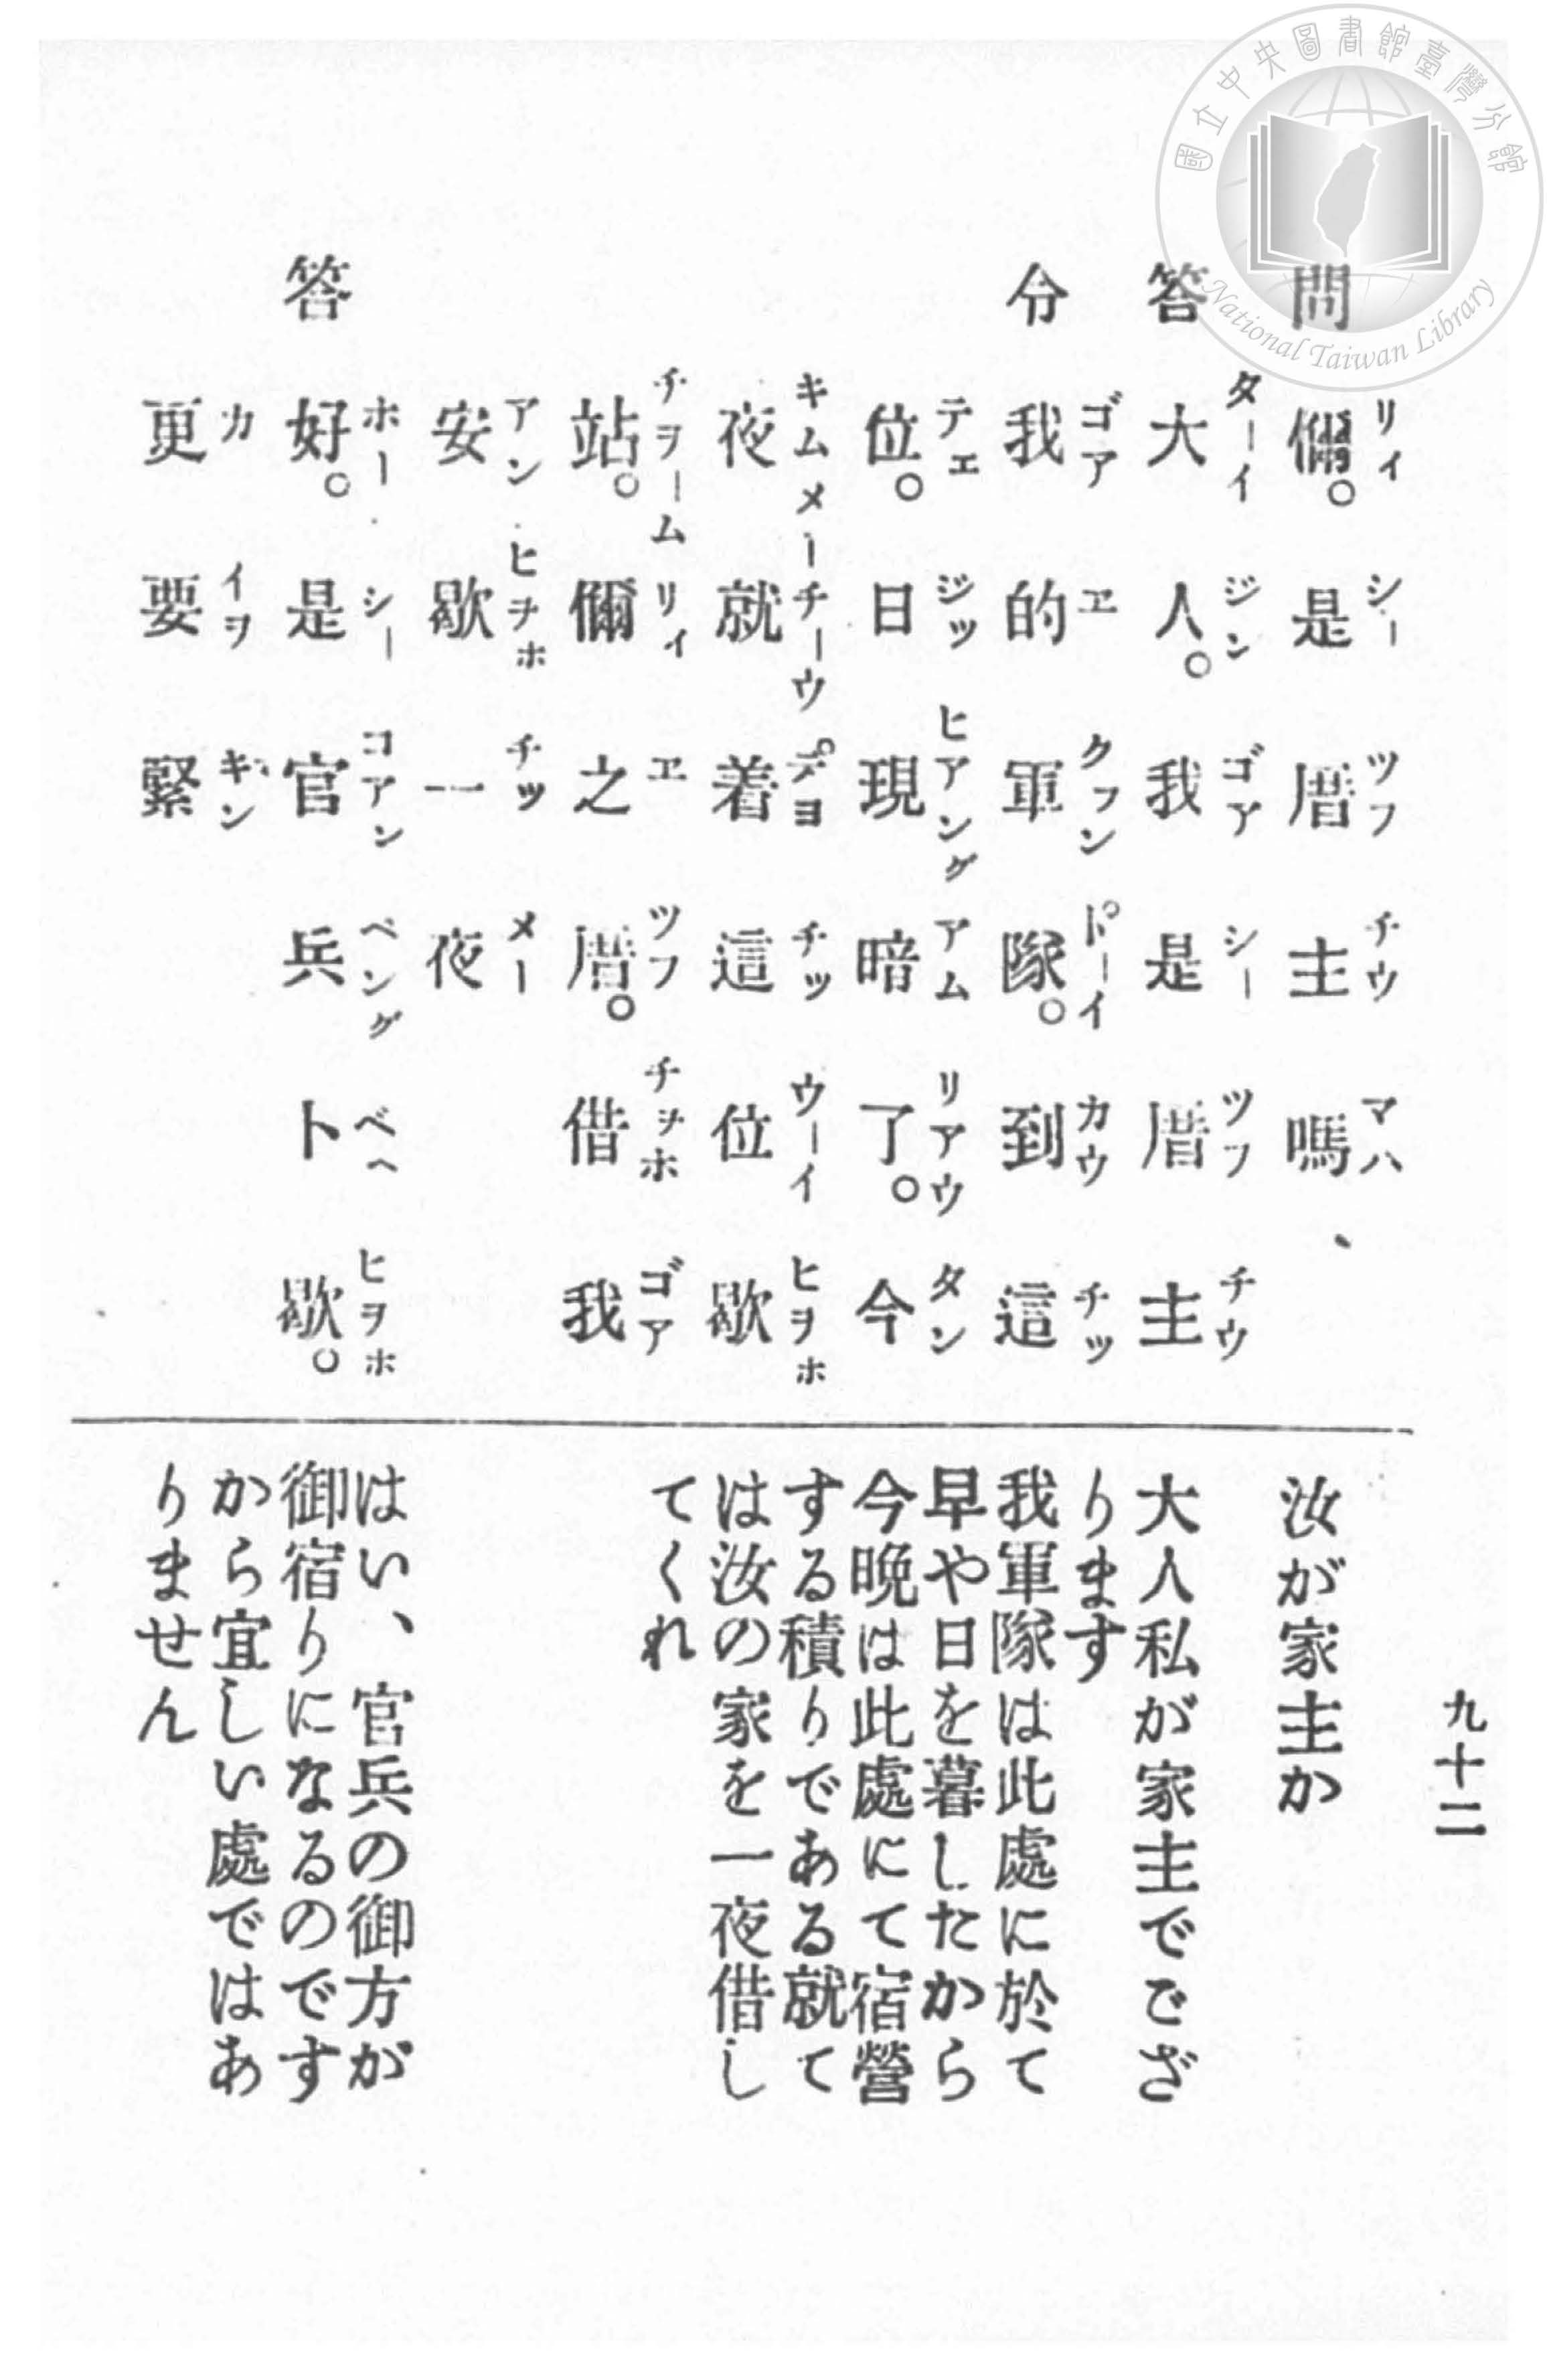 國立中央圖書館臺灣分館
National Taiwan Library
九十二
問
リィ シー ツフ チウ マハ
儞。是厝主嗎、
答
ターイ ジン ゴア シー ツフ チウ
大人。我是厝主
令
ゴア ヱ クフン ド゚ーイ カウ チッ
我的軍隊。到這
テエ ジッ ヒアング アム リアウ タン
位。日現暗了。今
キムメー チーウ デ゚ヨ チッ ウーイ ヒヲホ
夜就着這位歇
チヲーム リィ ヱ ツフ チヲホ ゴア
站。儞之厝。借我
アン ヒヲホ チッ メー
安歇一夜
答
ホー シー コアン ベング ベヘ ヒヲホ
好。是官兵卜歇。
カ イヲ キン
更要緊
汝が家主か
大人私が家主でござ
ります
我軍隊は此處に於て
早や日を暮したから
今晩は此處にて宿營
する積りである就て
は汝の家を一夜借し
てくれ
はい、官兵の御方が
御宿りになるのです
から宜しい處ではあ
りません